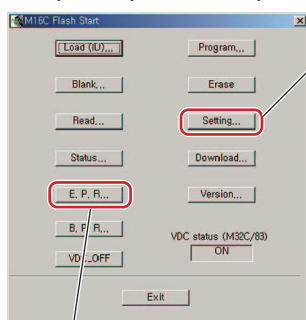 M16C Flash Start
Load (ID)...
Program...
Blank...
Erase
Read...
Setting...
Status...
Download...
E. P. R...
Version...
B. P. R...
VDC status (M32C/83)
VDC_OFF
ON
Exit